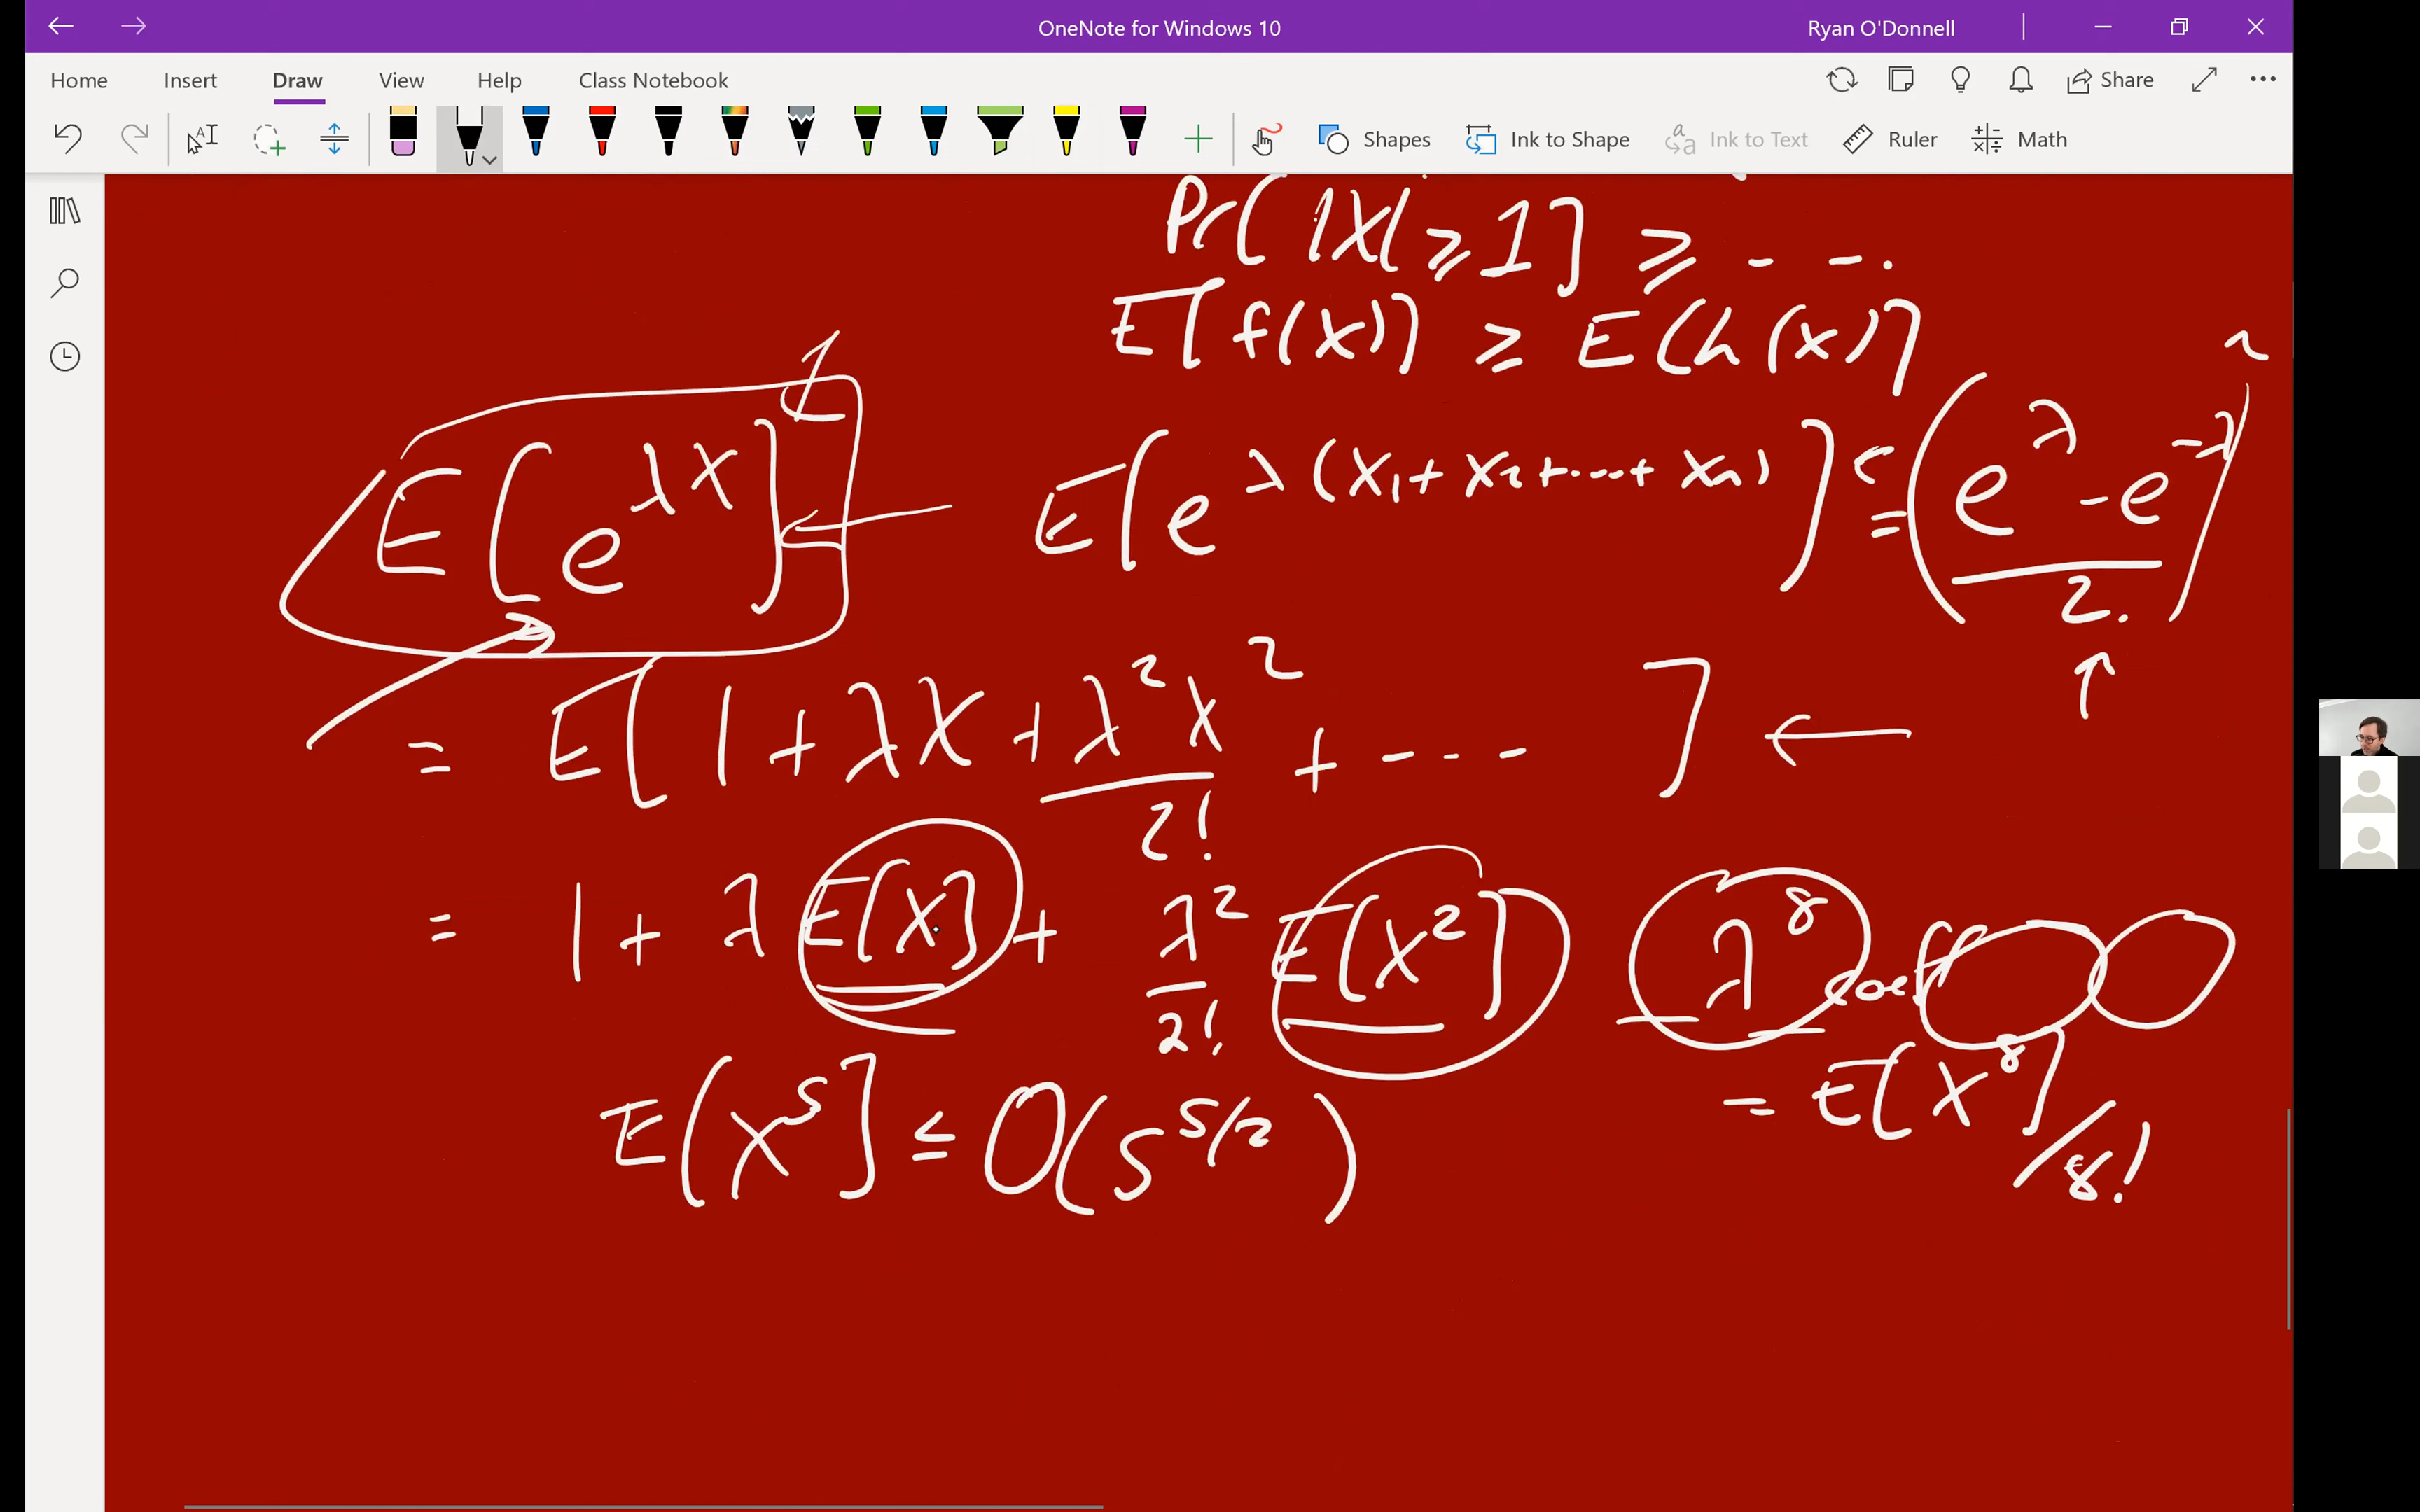 OneNote for Windows 10
Ryan O'Donnell
Home Insert Draw View Help Class Notebook
Share
Shapes Ink to Shape Ink to Text Ruler Math
Pr[|X| ≥ 1] ≥ - - .
E[f(x)] ≥ E[h(x)]
E[e^{λX}]
E[e^{λ(X₁ + X₂ + ··· + Xₙ)}] = ((e^λ - e^{-λ})/2.)^n
= E[1 + λX + λ²X²/2! + - - - ]
= 1 + λ E[X] + λ²/2! E[X²]
λ⁸ coeff
= E[X⁸]/8!
E[X^s] ≤ O(s^{s/2})